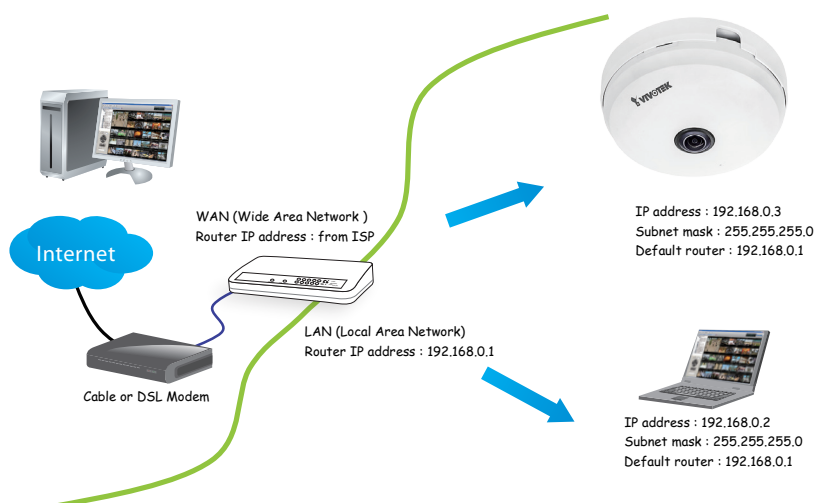 VIVOTEK
IP address : 192.168.0.3
Subnet mask : 255.255.255.0
Default router : 192.168.0.1
WAN (Wide Area Network )
Router IP address : from ISP
Internet
LAN (Local Area Network)
Router IP address : 192.168.0.1
Cable or DSL Modem
IP address : 192.168.0.2
Subnet mask : 255.255.255.0
Default router : 192.168.0.1